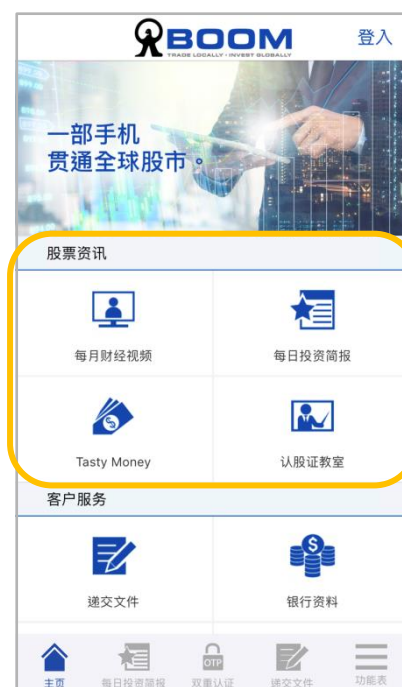 BOOM
TRADE LOCALLY · INVEST GLOBALLY
登入
一部手机
贯通全球股市。
股票资讯
每月财经视频
每日投资简报
Tasty Money
认股证教室
客户服务
递交文件
银行资料
OTP
主页
每日投资简报
双重认证
递交文件
功能表